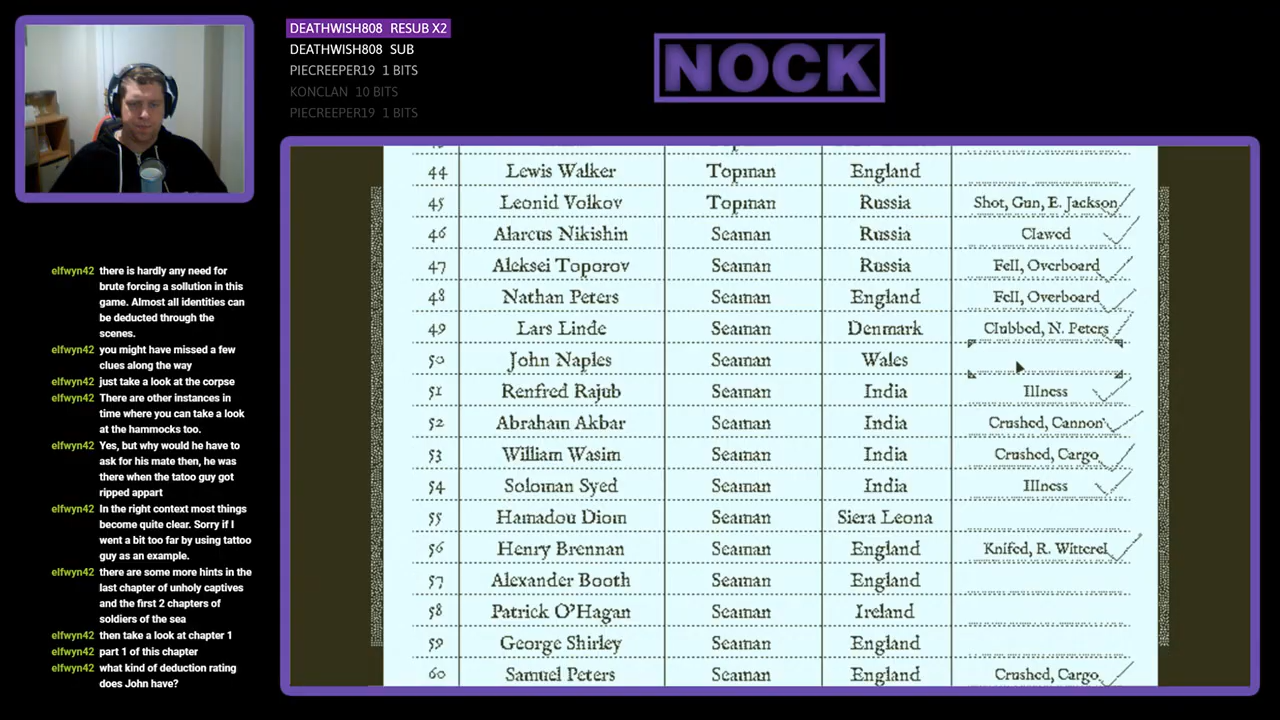 DEATHWISH808 RESUB X2
DEATHWISH808 SUB
PIECREEPER19 1 BITS
KONCLAN 10 BITS
PIECREEPER19 1 BITS
NOCK
elfwyn42 there is hardly any need for
brute forcing a sollution in this
game. Almost all identities can
be deducted through the
scenes.
elfwyn42 you might have missed a few
clues along the way
elfwyn42 just take a look at the corpse
elfwyn42 There are other instances in
time where you can take a look
at the hammocks too.
elfwyn42 Yes, but why would he have to
ask for his mate then, he was
there when the tatoo guy got
ripped appart
elfwyn42 In the right context most things
become quite clear. Sorry if I
went a bit too far by using tattoo
guy as an example.
elfwyn42 there are some more hints in the
last chapter of unholy captives
and the first 2 chapters of
soldiers of the sea
elfwyn42 then take a look at chapter 1
elfwyn42 part 1 of this chapter
elfwyn42 what kind of deduction rating
does John have?
44 Lewis Walker Topman England
45 Leonid Volkov Topman Russia Shot, Gun, E. Jackson
46 Alarcus Nikishin Seaman Russia Clawed
47 Aleksei Toporov Seaman Russia Fell, Overboard
48 Nathan Peters Seaman England Fell, Overboard
49 Lars Linde Seaman Denmark Clubbed, N. Peters
50 John Naples Seaman Wales
51 Renfred Rajub Seaman India Illness
52 Abraham Akbar Seaman India Crushed, Cannon
53 William Wasim Seaman India Crushed, Cargo
54 Soloman Syed Seaman India Illness
55 Hamadou Diom Seaman Siera Leona
56 Henry Brennan Seaman England Knifed, R. Witterel
57 Alexander Booth Seaman England
58 Patrick O'Hagan Seaman Ireland
59 George Shirley Seaman England
60 Samuel Peters Seaman England Crushed, Cargo